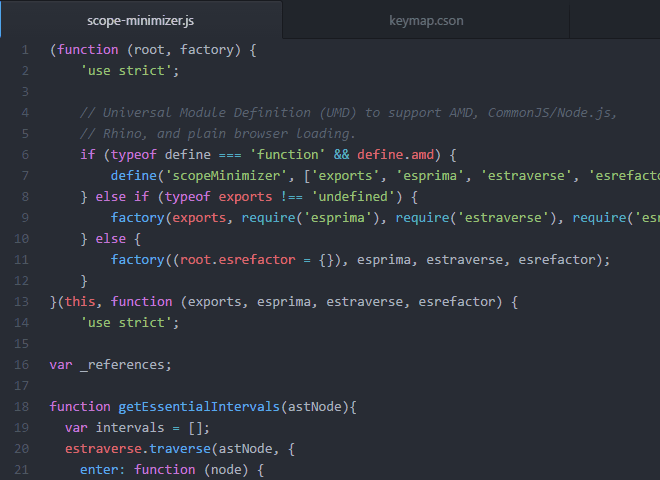 scope-minimizer.js keymap.cson
1 (function (root, factory) {
2 'use strict';
3
4 // Universal Module Definition (UMD) to support AMD, CommonJS/Node.js,
5 // Rhino, and plain browser loading.
6 if (typeof define === 'function' && define.amd) {
7 define('scopeMinimizer', ['exports', 'esprima', 'estraverse', 'esrefacto
8 } else if (typeof exports !== 'undefined') {
9 factory(exports, require('esprima'), require('estraverse'), require('esr
10 } else {
11 factory((root.esrefactor = {}), esprima, estraverse, esrefactor);
12 }
13 }(this, function (exports, esprima, estraverse, esrefactor) {
14 'use strict';
15
16 var _references;
17
18 function getEssentialIntervals(astNode){
19 var intervals = [];
20 estraverse.traverse(astNode, {
21 enter: function (node) {